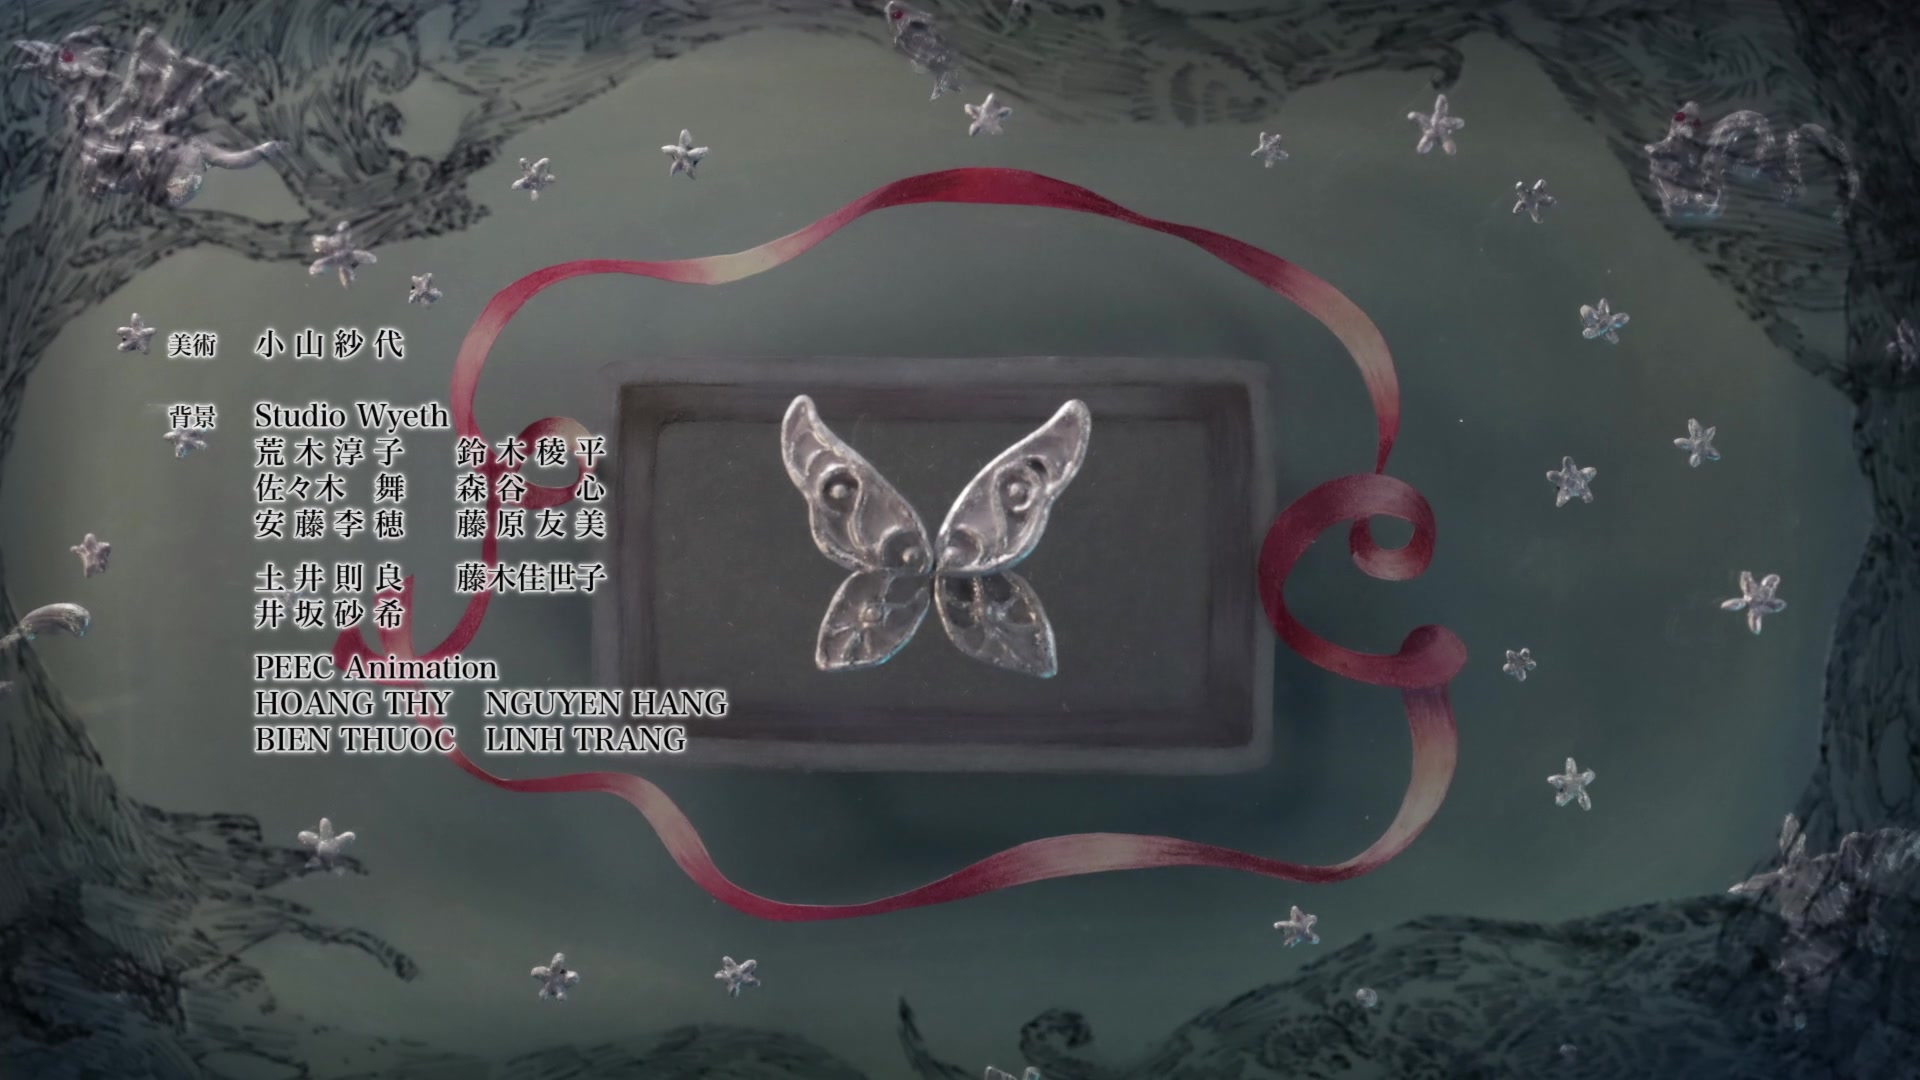 美術 小山紗代
背景 Studio Wyeth
荒木淳子 鈴木稜平
佐々木 舞 森谷 心
安藤李穂 藤原友美
土井則良 藤木佳世子
井坂砂希
PEEC Animation
HOANG THY NGUYEN HANG
BIEN THUOC LINH TRANG